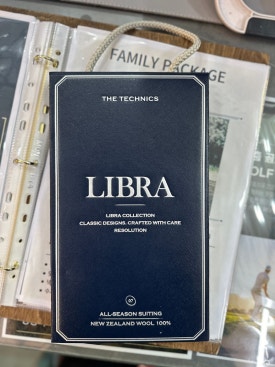 FAMILY PACKAGE
THE TECHNICS
LIBRA
LIBRA COLLECTION
CLASSIC DESIGNS. CRAFTED WITH CARE
RESOLUTION
07
ALL-SEASON SUITING
NEW ZEALAND WOOL 100%